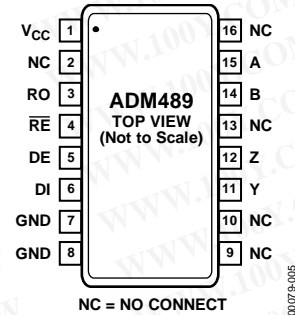 VCC 1 16 NC
NC 2 15 A
RO 3 14 B
RE 4 13 NC
DE 5 12 Z
DI 6 11 Y
GND 7 10 NC
GND 8 9 NC
ADM489
TOP VIEW
(Not to Scale)
NC = NO CONNECT
00079-005